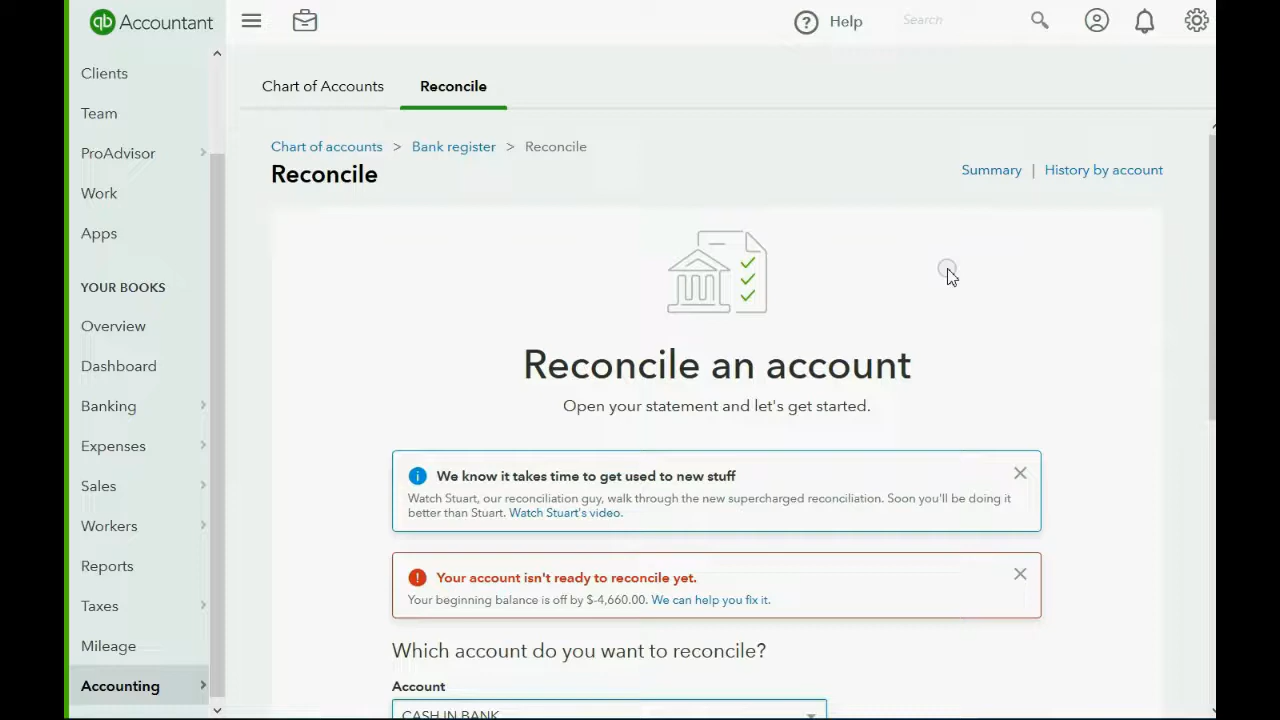 qb Accountant
Help
Search
Clients
Team
ProAdvisor
Work
Apps
YOUR BOOKS
Overview
Dashboard
Banking
Expenses
Sales
Workers
Reports
Taxes
Mileage
Accounting
Chart of Accounts
Reconcile
Chart of accounts > Bank register > Reconcile
Reconcile
Summary | History by account
Reconcile an account
Open your statement and let's get started.
i We know it takes time to get used to new stuff
Watch Stuart, our reconciliation guy, walk through the new supercharged reconciliation. Soon you'll be doing it
better than Stuart. Watch Stuart's video.
! Your account isn't ready to reconcile yet.
Your beginning balance is off by $-4,660.00. We can help you fix it.
Which account do you want to reconcile?
Account
CASH IN BANK